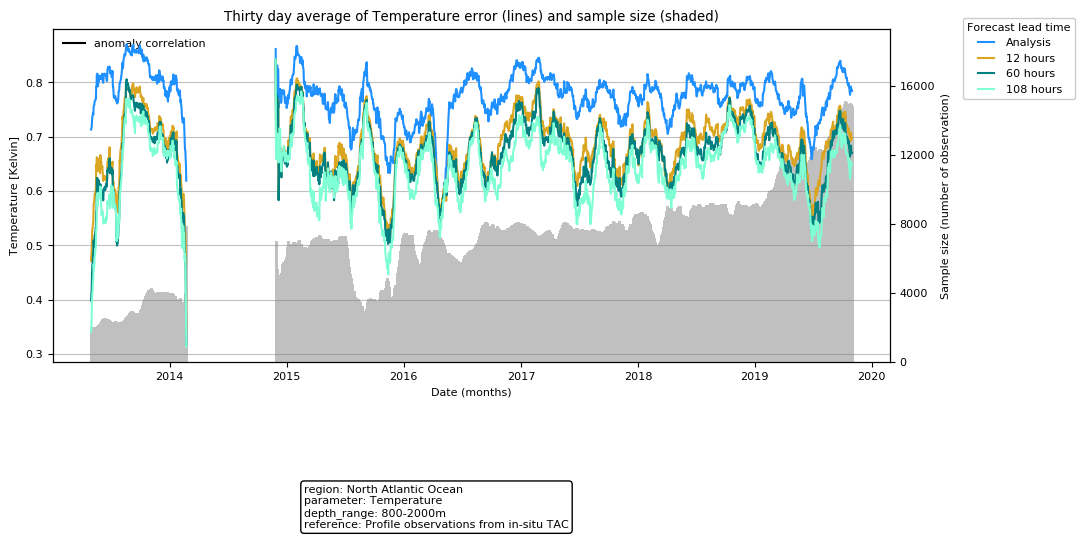 Thirty day average of Temperature error (lines) and sample size (shaded)
anomaly correlation
Forecast lead time
Analysis
12 hours
60 hours
108 hours
Temperature [Kelvin]
0.8
0.7
0.6
0.5
0.4
0.3
16000
12000
8000
4000
0
Sample size (number of observation)
2014 2015 2016 2017 2018 2019 2020
Date (months)
region: North Atlantic Ocean
parameter: Temperature
depth_range: 800-2000m
reference: Profile observations from in-situ TAC